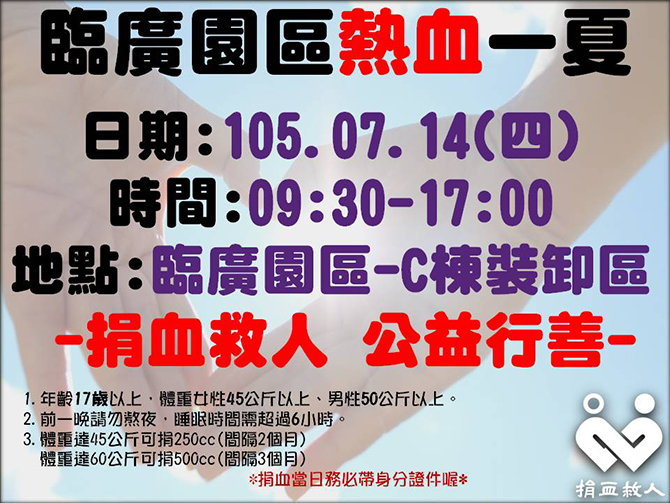 臨廣園區熱血一夏
日期:105.07.14(四)
時間:09:30-17:00
地點:臨廣園區-C棟裝卸區
-捐血救人 公益行善-
1. 年齡17歲以上，體重女性45公斤以上、男性50公斤以上。
2. 前一晚請勿熬夜，睡眠時間需超過6小時。
3. 體重達45公斤可捐250cc(間隔2個月)
體重達60公斤可捐500cc(間隔3個月)
※捐血當日務必帶身分證件喔*
捐血救人